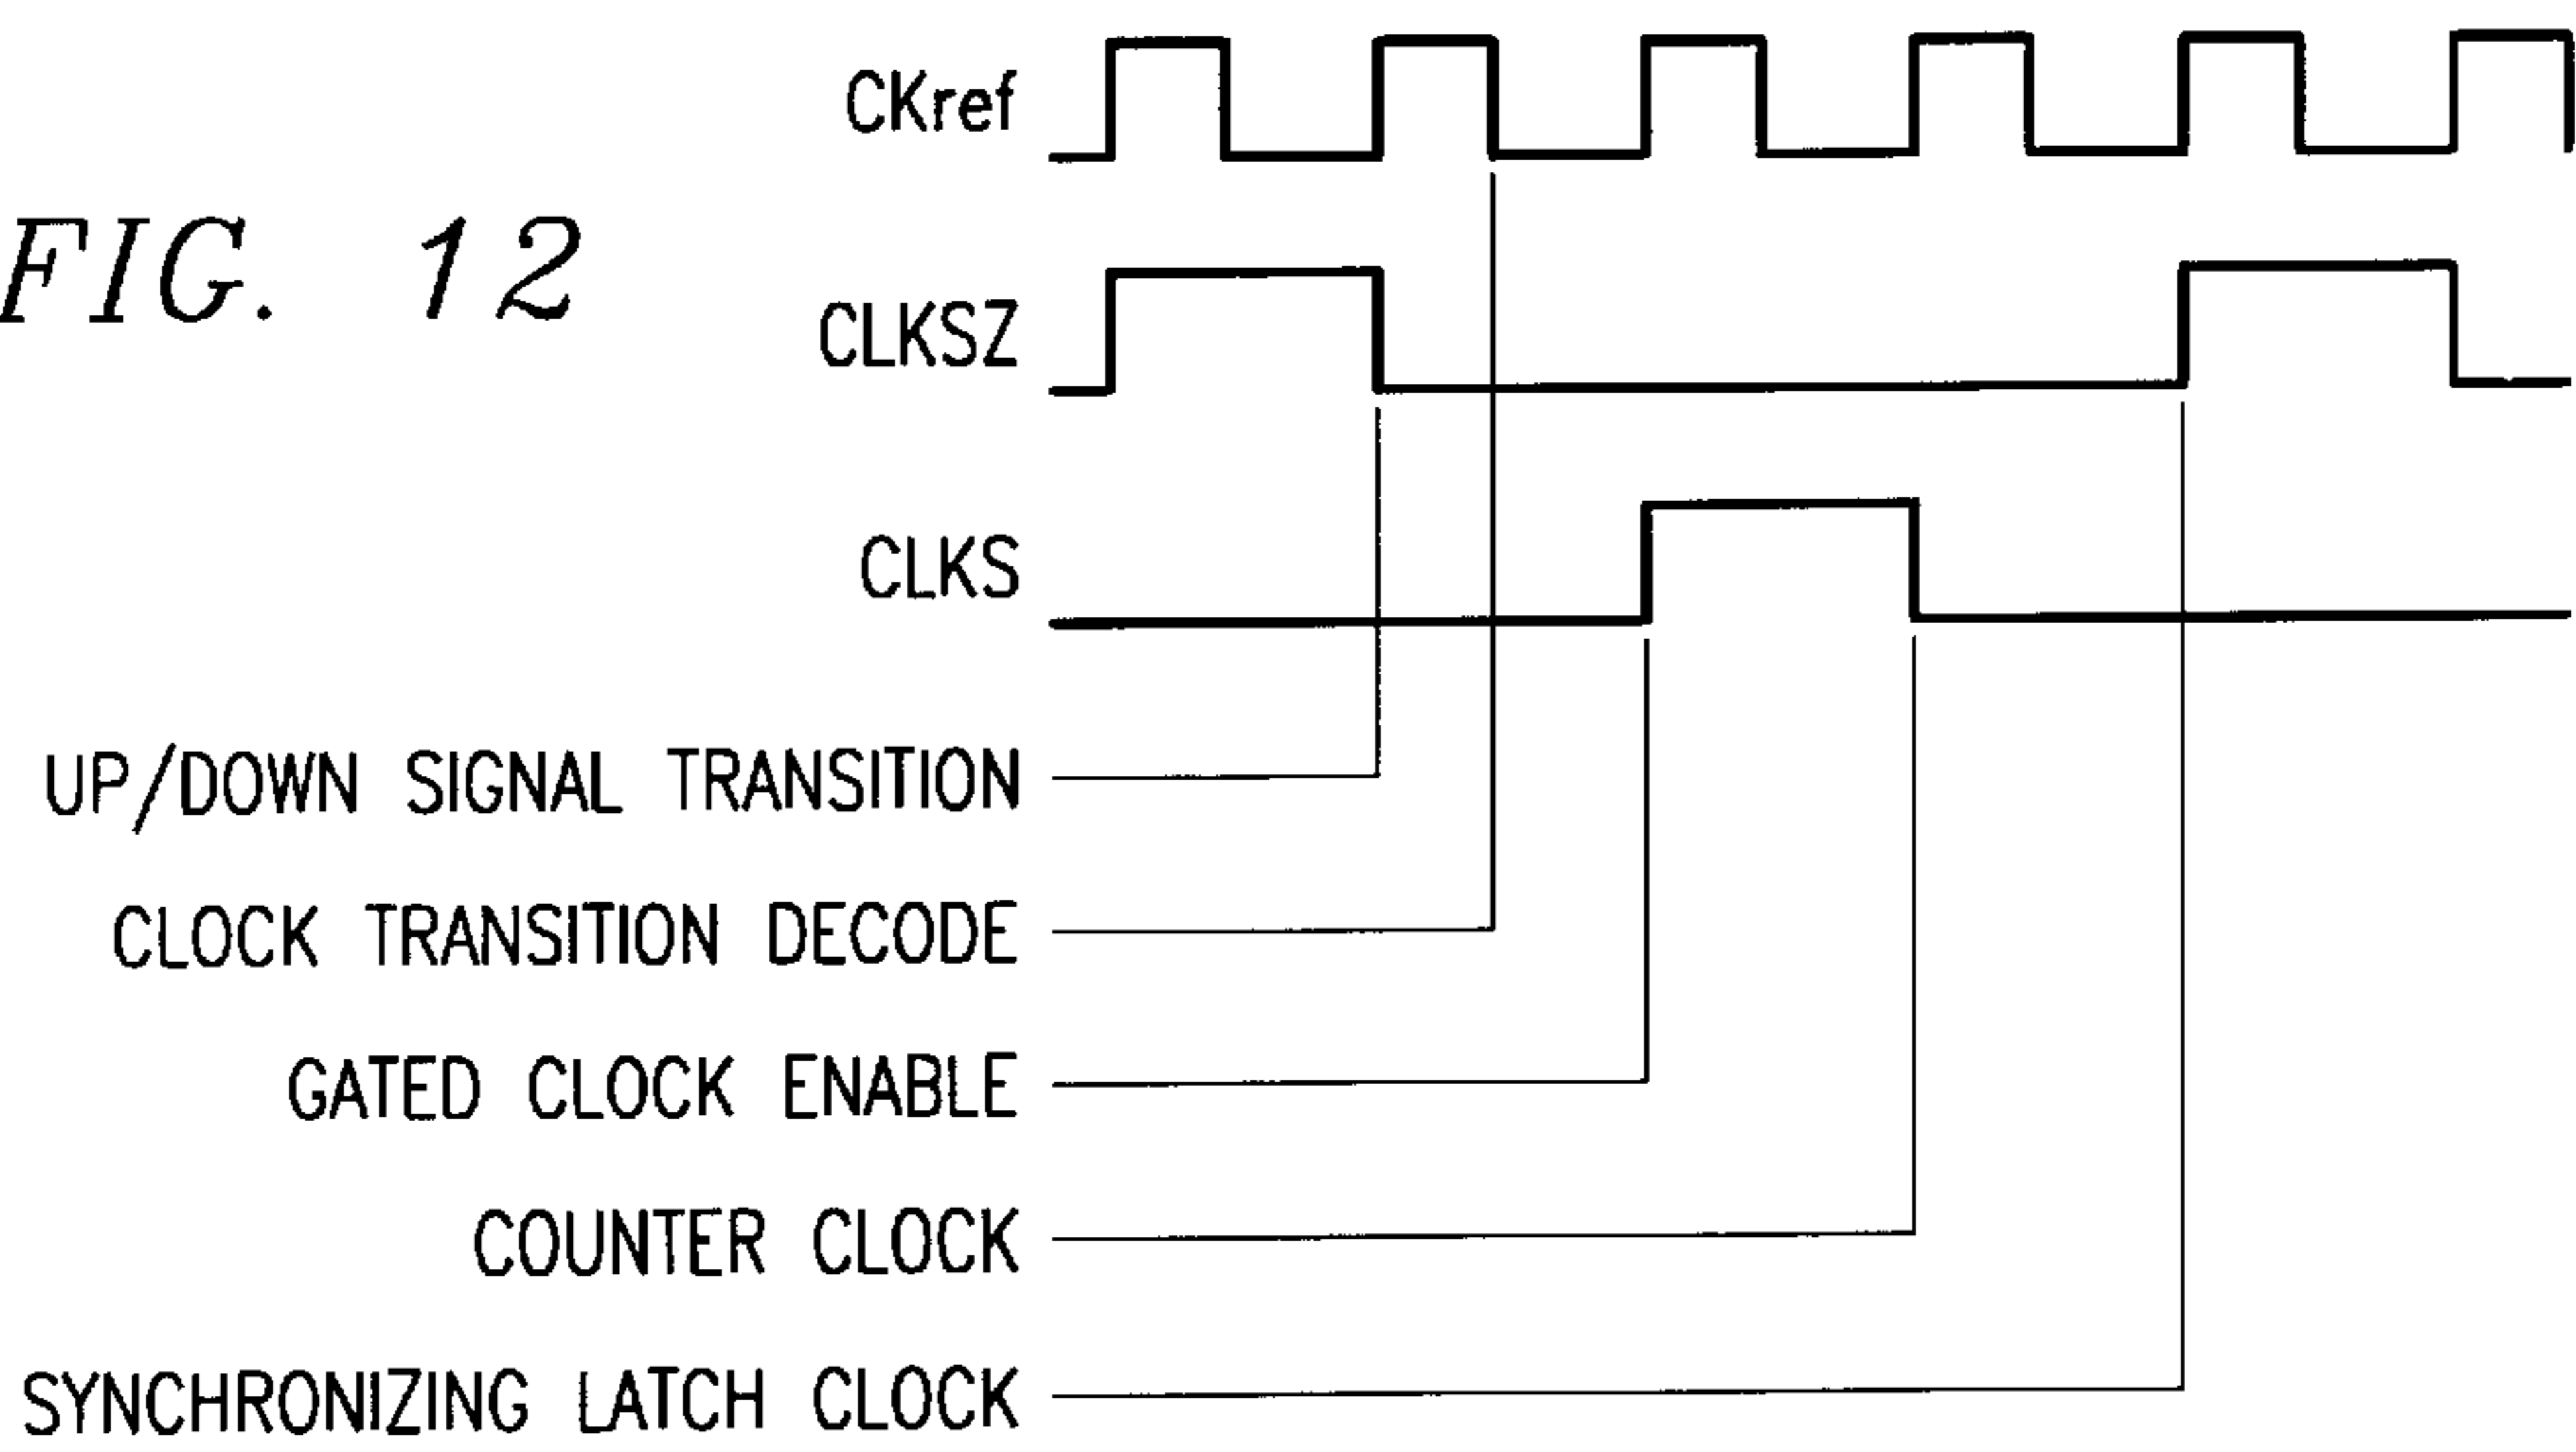 CKref
FIG. 12
CLKSZ
CLKS
UP/DOWN SIGNAL TRANSITION
CLOCK TRANSITION DECODE
GATED CLOCK ENABLE
COUNTER CLOCK
SYNCHRONIZING LATCH CLOCK